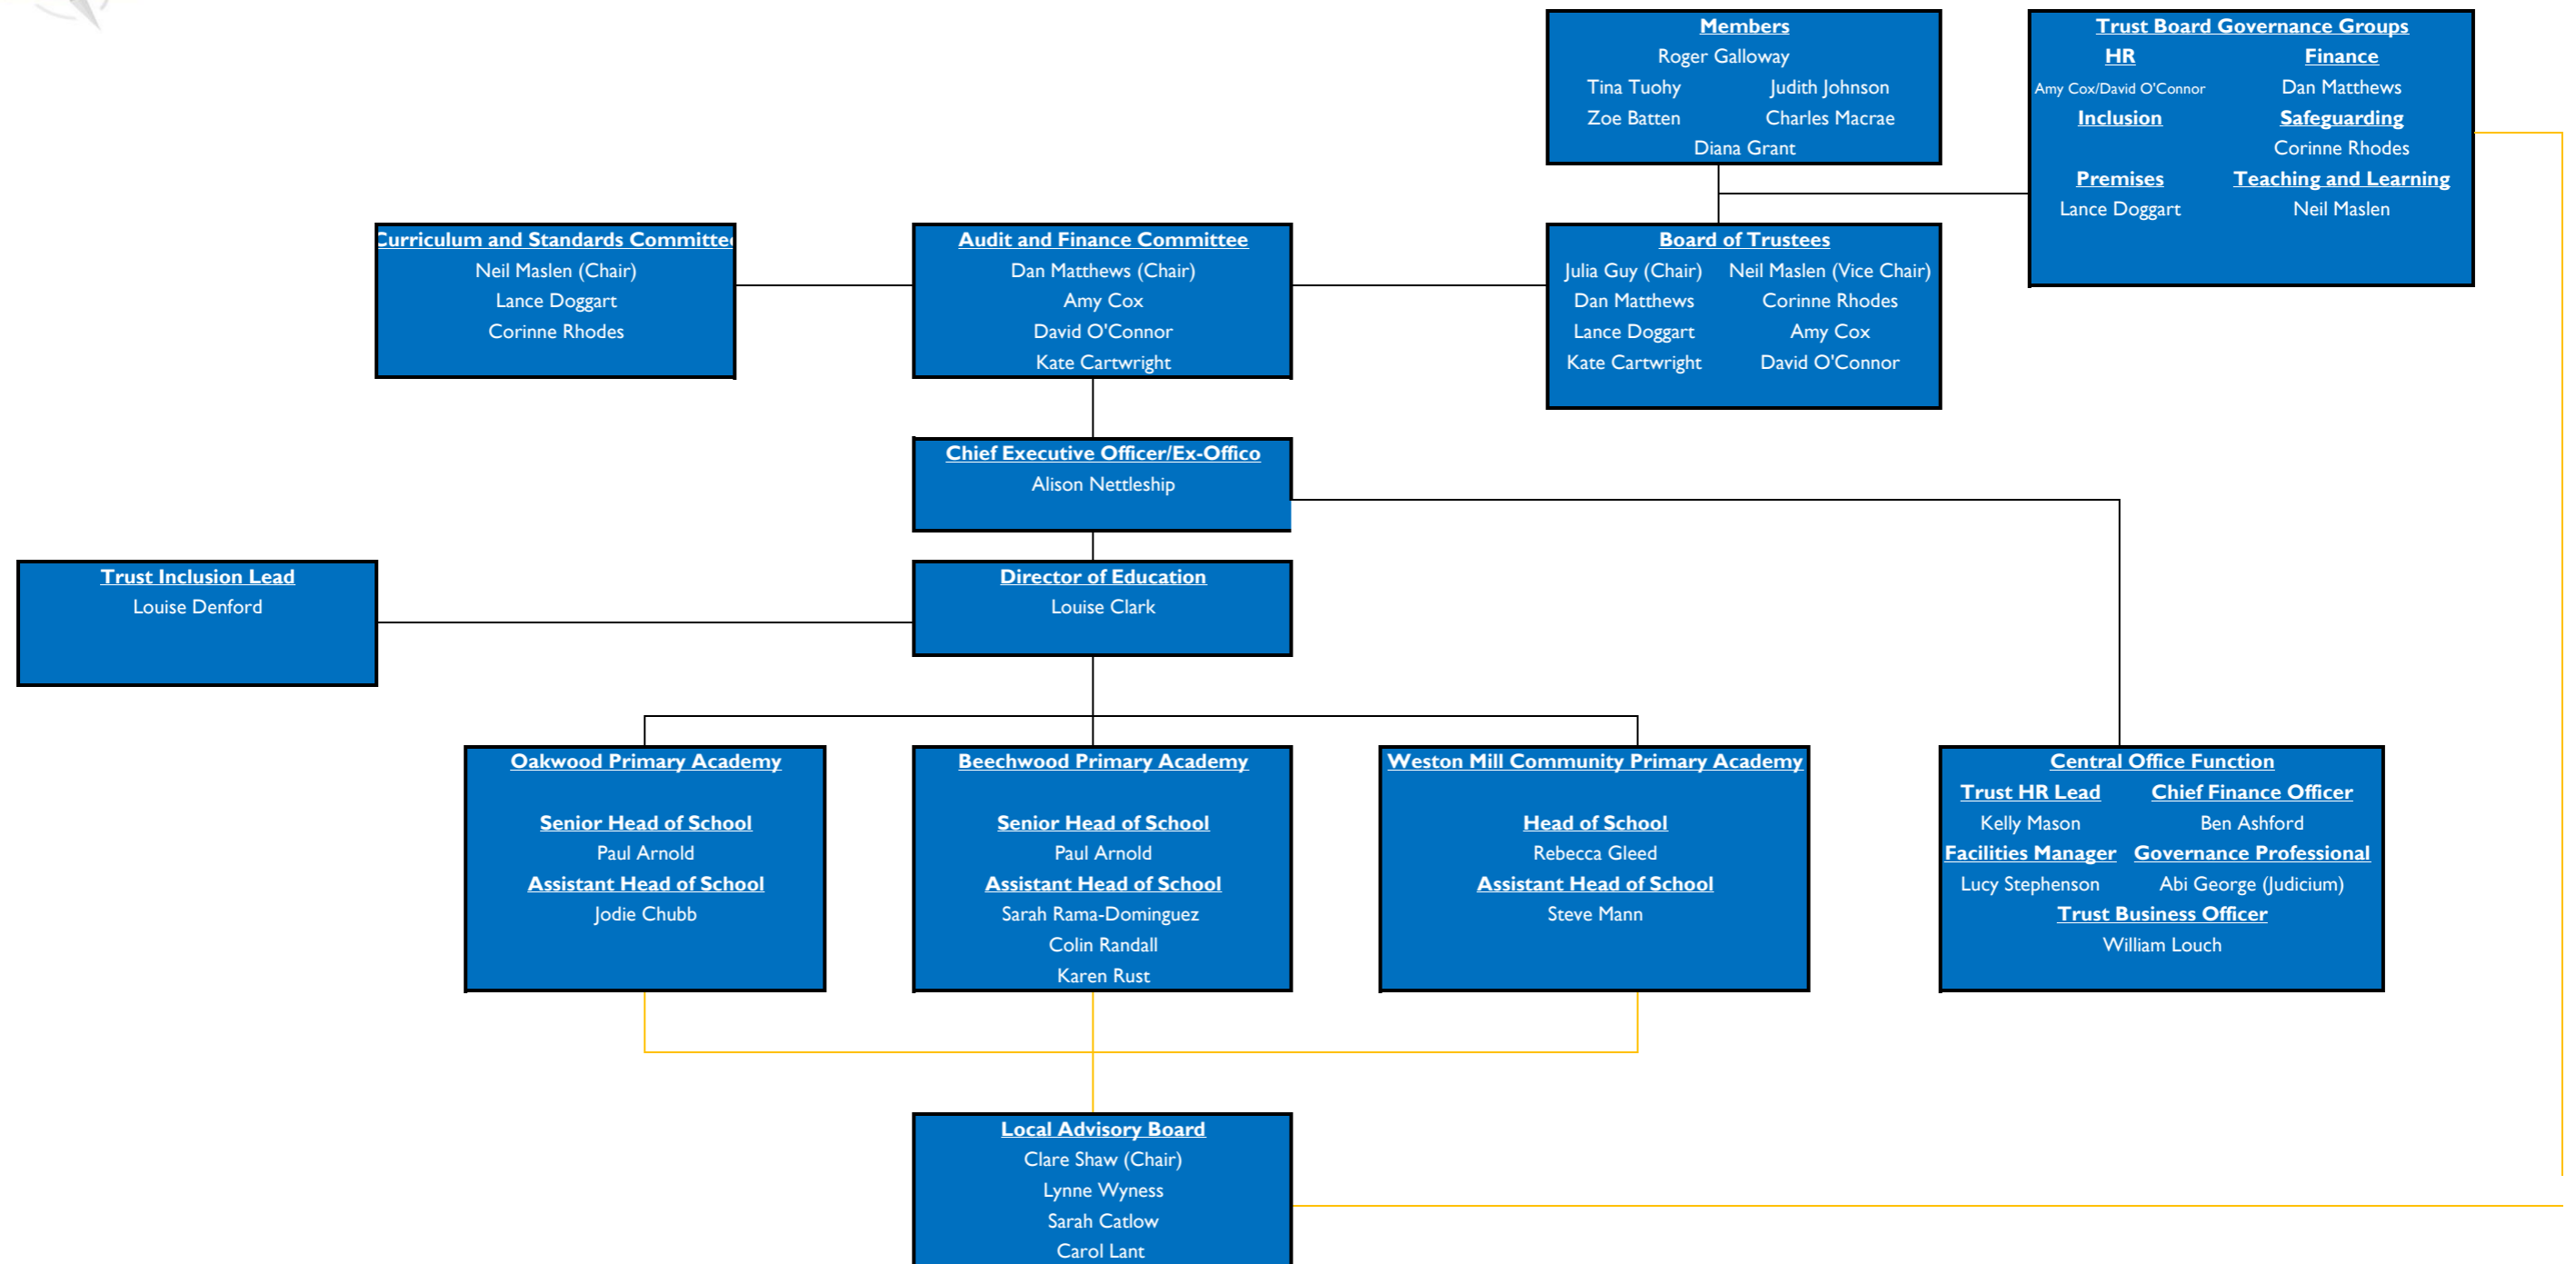 Members
Roger Galloway
Tina Tuohy Judith Johnson
Zoe Batten Charles Macrae
Diana Grant
Trust Board Governance Groups
HR Finance
Amy Cox/David O'Connor Dan Matthews
Inclusion Safeguarding
Corinne Rhodes
Premises Teaching and Learning
Lance Doggart Neil Maslen
Curriculum and Standards Committee
Neil Maslen (Chair)
Lance Doggart
Corinne Rhodes
Audit and Finance Committee
Dan Matthews (Chair)
Amy Cox
David O'Connor
Kate Cartwright
Board of Trustees
Julia Guy (Chair) Neil Maslen (Vice Chair)
Dan Matthews Corinne Rhodes
Lance Doggart Amy Cox
Kate Cartwright David O'Connor
Chief Executive Officer/Ex-Offico
Alison Nettleship
Trust Inclusion Lead
Louise Denford
Director of Education
Louise Clark
Oakwood Primary Academy
Senior Head of School
Paul Arnold
Assistant Head of School
Jodie Chubb
Beechwood Primary Academy
Senior Head of School
Paul Arnold
Assistant Head of School
Sarah Rama-Dominguez
Colin Randall
Karen Rust
Weston Mill Community Primary Academy
Head of School
Rebecca Gleed
Assistant Head of School
Steve Mann
Central Office Function
Trust HR Lead Chief Finance Officer
Kelly Mason Ben Ashford
Facilities Manager Governance Professional
Lucy Stephenson Abi George (Judicium)
Trust Business Officer
William Louch
Local Advisory Board
Clare Shaw (Chair)
Lynne Wyness
Sarah Catlow
Carol Lant